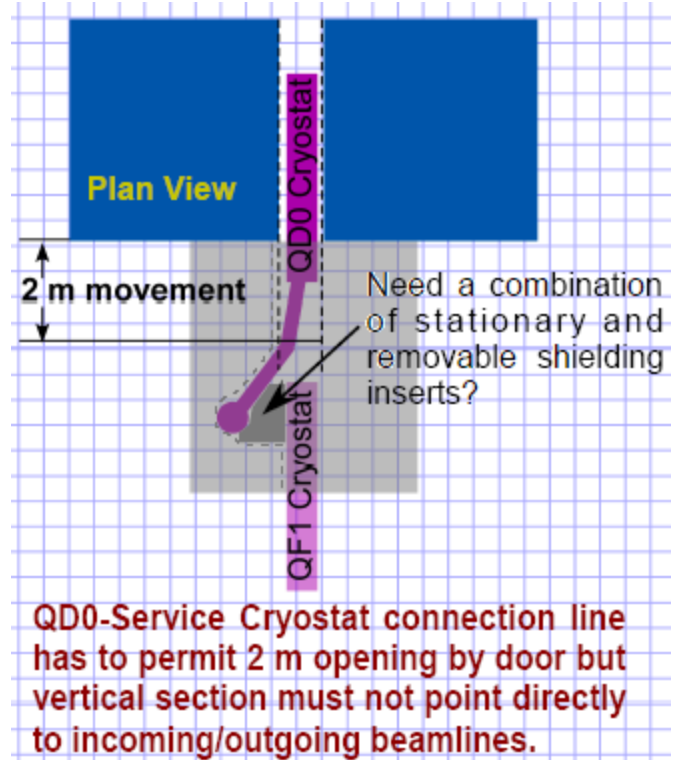 QD0 Cryostat
Plan View
2 m movement
Need a combination
of stationary and
removable shielding
inserts?
QF1 Cryostat
QD0-Service Cryostat connection line
has to permit 2 m opening by door but
vertical section must not point directly
to incoming/outgoing beamlines.